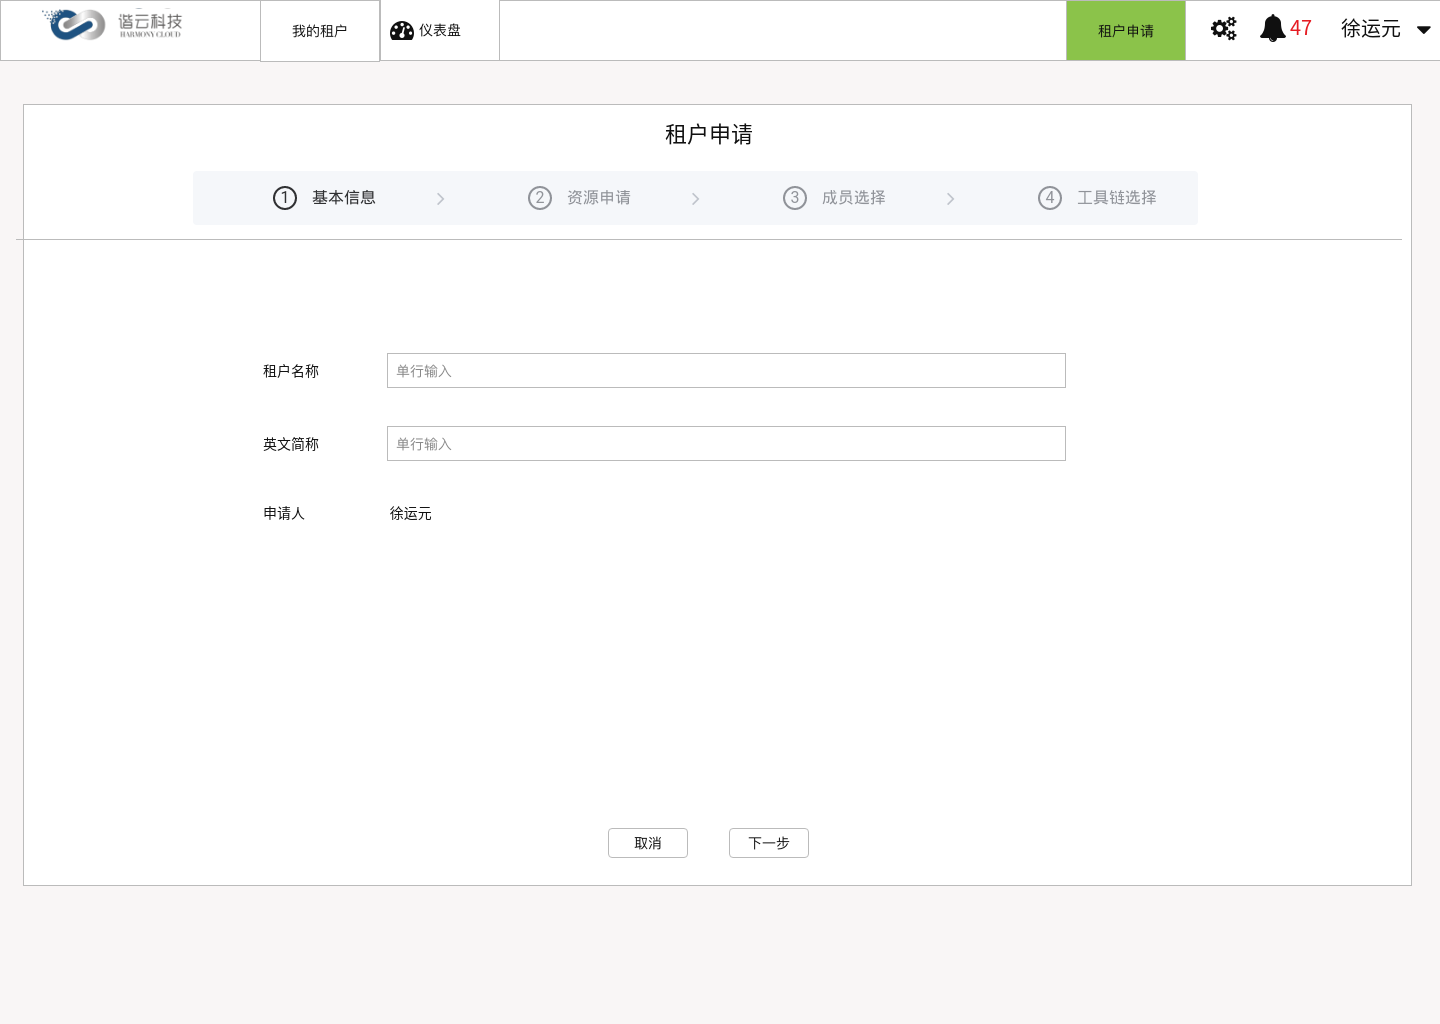 谐云科技
HARMONY CLOUD
我的租户
仪表盘
租户申请
47
徐运元
租户申请
1 基本信息
2 资源申请
3 成员选择
4 工具链选择
租户名称
单行输入
英文简称
单行输入
申请人
徐运元
取消
下一步